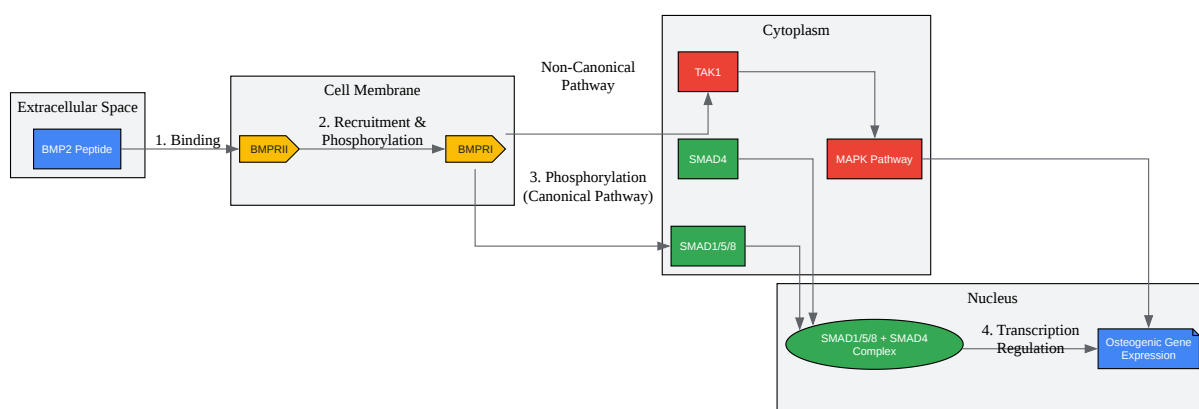 Cytoplasm
Non-Canonical
Pathway
TAK1
Cell Membrane
Extracellular Space
2. Recruitment &
Phosphorylation
1. Binding
BMP2 Peptide
BMPRII
BMPRI
SMAD4
MAPK Pathway
3. Phosphorylation
(Canonical Pathway)
SMAD1/5/8
Nucleus
SMAD1/5/8 + SMAD4
Complex
4. Transcription
Regulation
Osteogenic Gene
Expression